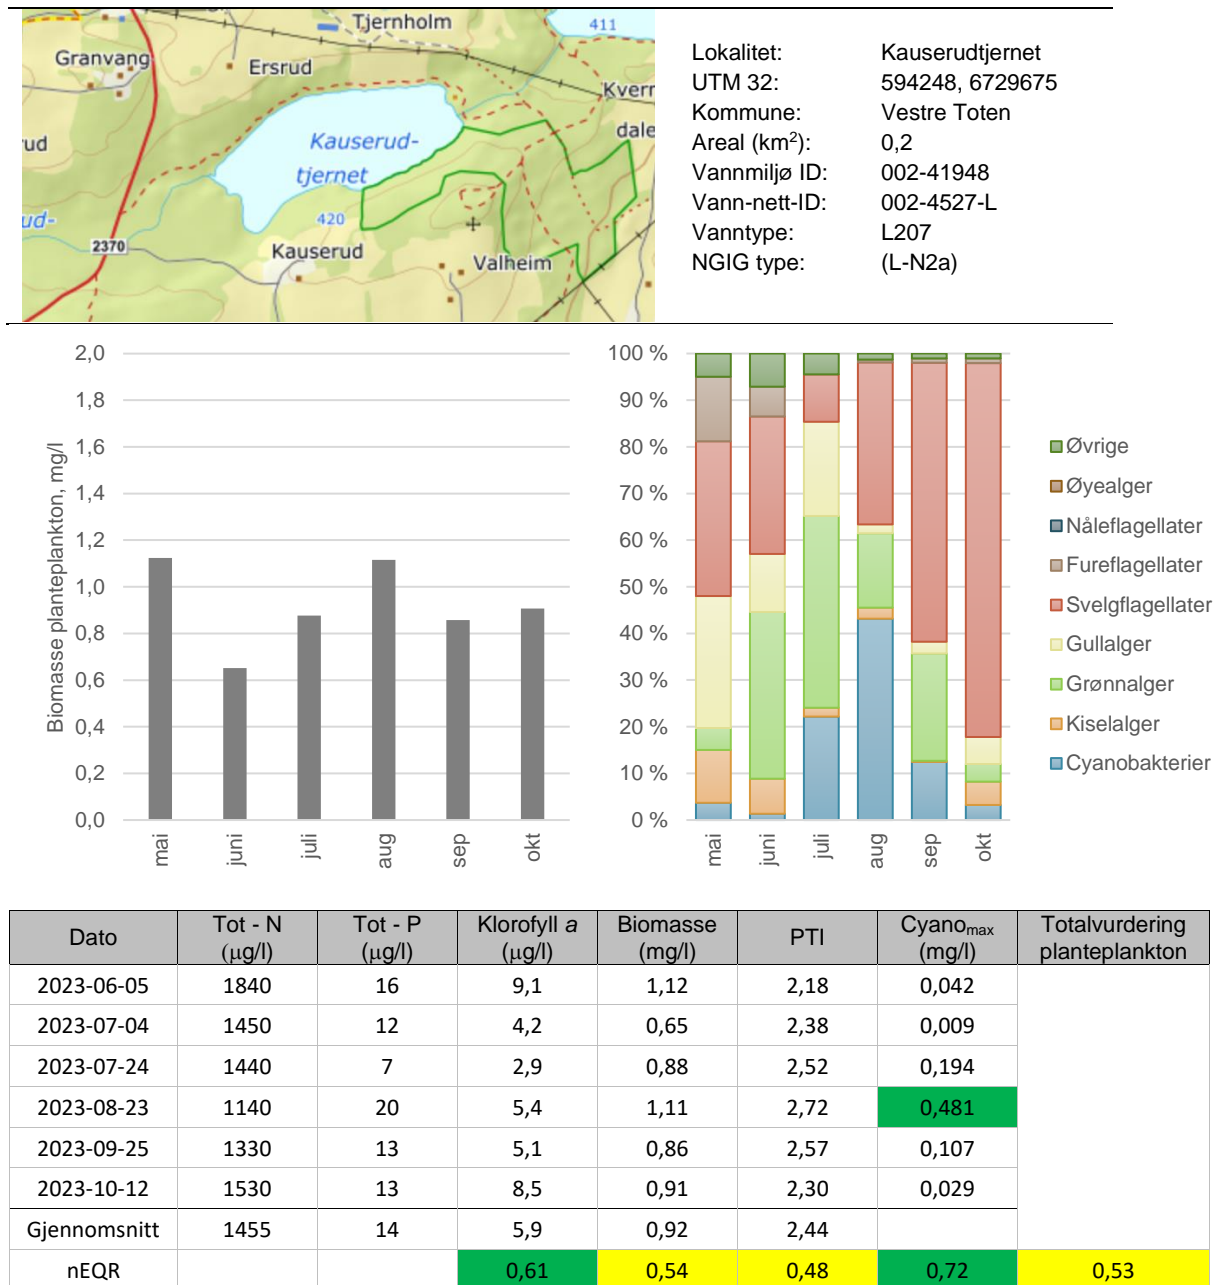 Tjernholm
411
Granvang
Ersrud
Kvern
Kauserud-
tjernet
dale
rud
ud-
420
2370
Kauserud
Valheim
Lokalitet: Kauserudtjernet
UTM 32: 594248, 6729675
Kommune: Vestre Toten
Areal (km²): 0,2
Vannmiljø ID: 002-41948
Vann-nett-ID: 002-4527-L
Vanntype: L207
NGIG type: (L-N2a)
Biomasse planteplankton, mg/l
2,0
1,8
1,6
1,4
1,2
1,0
0,8
0,6
0,4
0,2
0,0
mai juni juli aug sep okt
100 %
90 %
80 %
70 %
60 %
50 %
40 %
30 %
20 %
10 %
0 %
mai juni juli aug sep okt
Øvrige
Øyealger
Nåleflagellater
Fureflagellater
Svelgflagellater
Gullalger
Grønnalger
Kiselalger
Cyanobakterier
Dato Tot - N (µg/l) Tot - P (µg/l) Klorofyll a (µg/l) Biomasse (mg/l) PTI Cyanomax (mg/l) Totalvurdering planteplankton
2023-06-05 1840 16 9,1 1,12 2,18 0,042
2023-07-04 1450 12 4,2 0,65 2,38 0,009
2023-07-24 1440 7 2,9 0,88 2,52 0,194
2023-08-23 1140 20 5,4 1,11 2,72 0,481
2023-09-25 1330 13 5,1 0,86 2,57 0,107
2023-10-12 1530 13 8,5 0,91 2,30 0,029
Gjennomsnitt 1455 14 5,9 0,92 2,44
nEQR 0,61 0,54 0,48 0,72 0,53